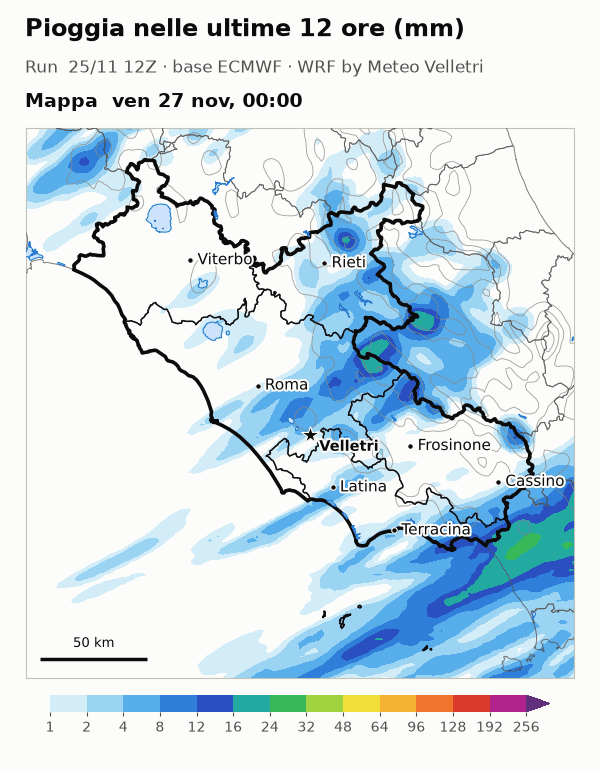 Pioggia nelle ultime 12 ore (mm)
Run 25/11 12Z · base ECMWF · WRF by Meteo Velletri
Mappa ven 27 nov, 00:00
Viterbo
Rieti
Roma
Velletri
Frosinone
Latina
Cassino
Terracina
50 km
1 2 4 8 12 16 24 32 48 64 96 128 192 256